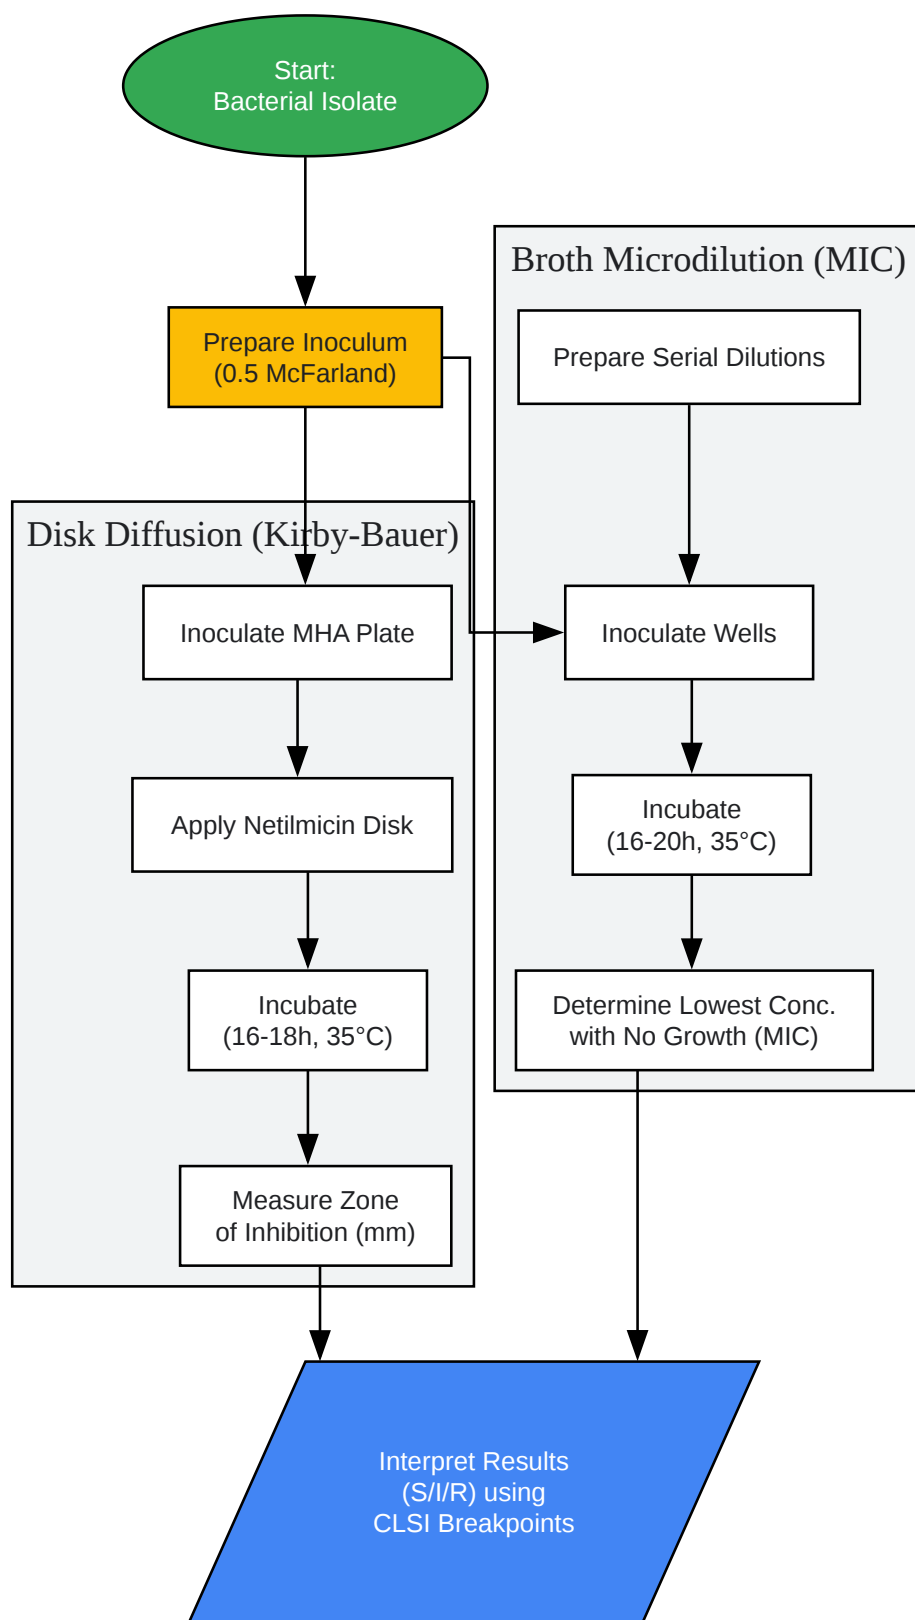 Start:
Bacterial Isolate
Prepare Inoculum
(0.5 McFarland)
Disk Diffusion (Kirby-Bauer)
Inoculate MHA Plate
Apply Netilmicin Disk
Incubate
(16-18h, 35°C)
Measure Zone
of Inhibition (mm)
Broth Microdilution (MIC)
Prepare Serial Dilutions
Inoculate Wells
Incubate
(16-20h, 35°C)
Determine Lowest Conc.
with No Growth (MIC)
Interpret Results
(S/I/R) using
CLSI Breakpoints